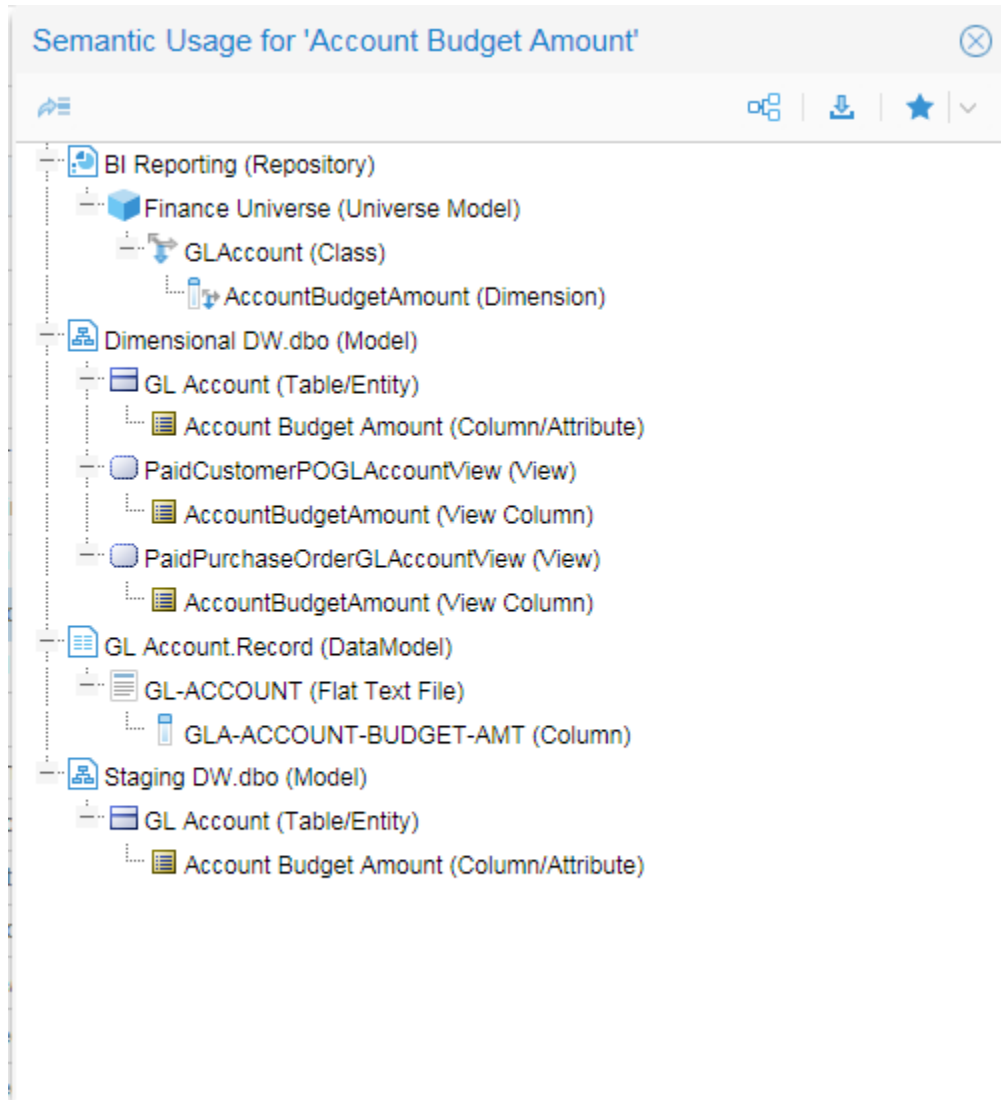 Semantic Usage for 'Account Budget Amount'
BI Reporting (Repository)
Finance Universe (Universe Model)
GLAccount (Class)
AccountBudgetAmount (Dimension)
Dimensional DW.dbo (Model)
GL Account (Table/Entity)
Account Budget Amount (Column/Attribute)
PaidCustomerPOGLAccountView (View)
AccountBudgetAmount (View Column)
PaidPurchaseOrderGLAccountView (View)
AccountBudgetAmount (View Column)
GL Account.Record (DataModel)
GL-ACCOUNT (Flat Text File)
GLA-ACCOUNT-BUDGET-AMT (Column)
Staging DW.dbo (Model)
GL Account (Table/Entity)
Account Budget Amount (Column/Attribute)